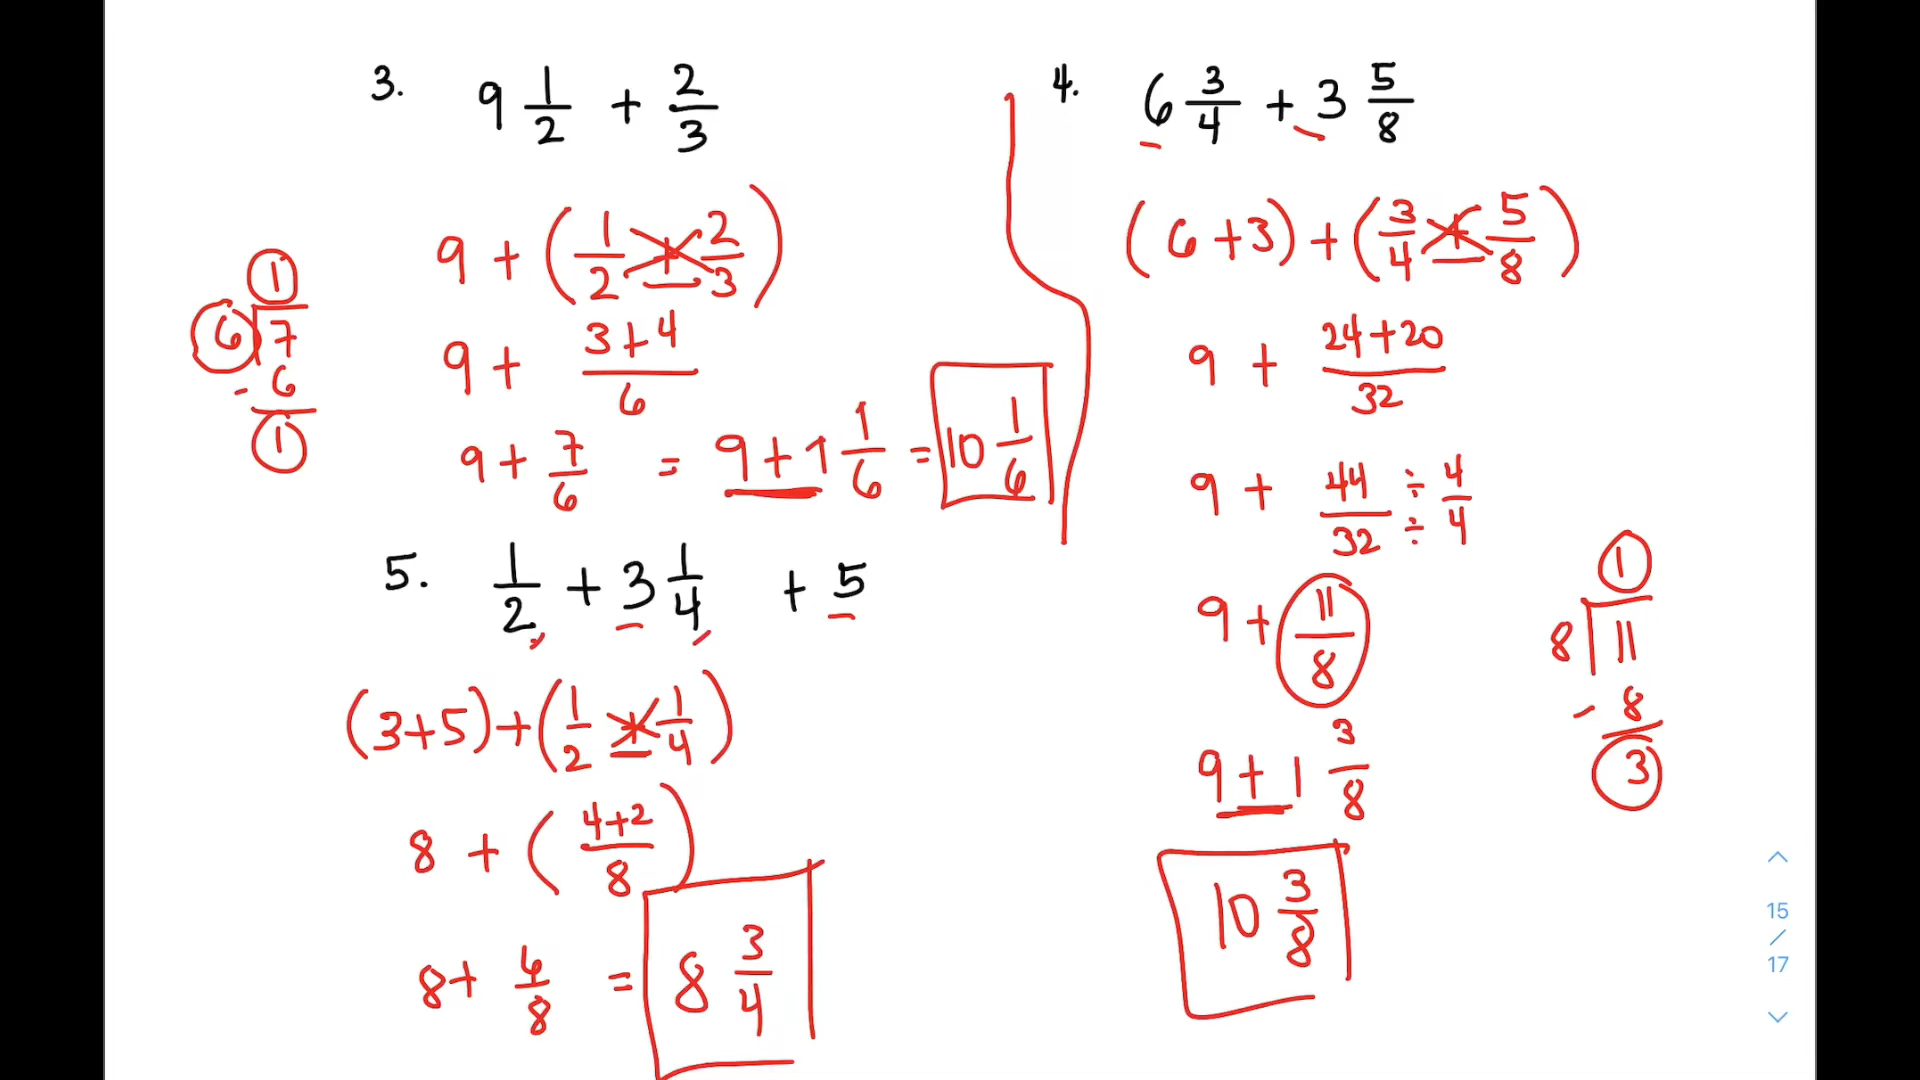 3. 9 1/2 + 2/3
9 + (1/2 + 2/3)
9 + (3+4)/6
9 + 7/6 = 9 + 1 1/6 = 10 1/6
1
6 7
- 6
1
4. 6 3/4 + 3 5/8
(6+3) + (3/4 + 5/8)
9 + (24+20)/32
9 + 44/32 ÷ 4/4
9 + 11/8
9 + 1 3/8
10 3/8
1
8 11
- 8
3
5. 1/2 + 3 1/4 + 5
(3+5) + (1/2 + 1/4)
8 + ((4+2)/8)
8 + 6/8 = 8 3/4
15
/
17